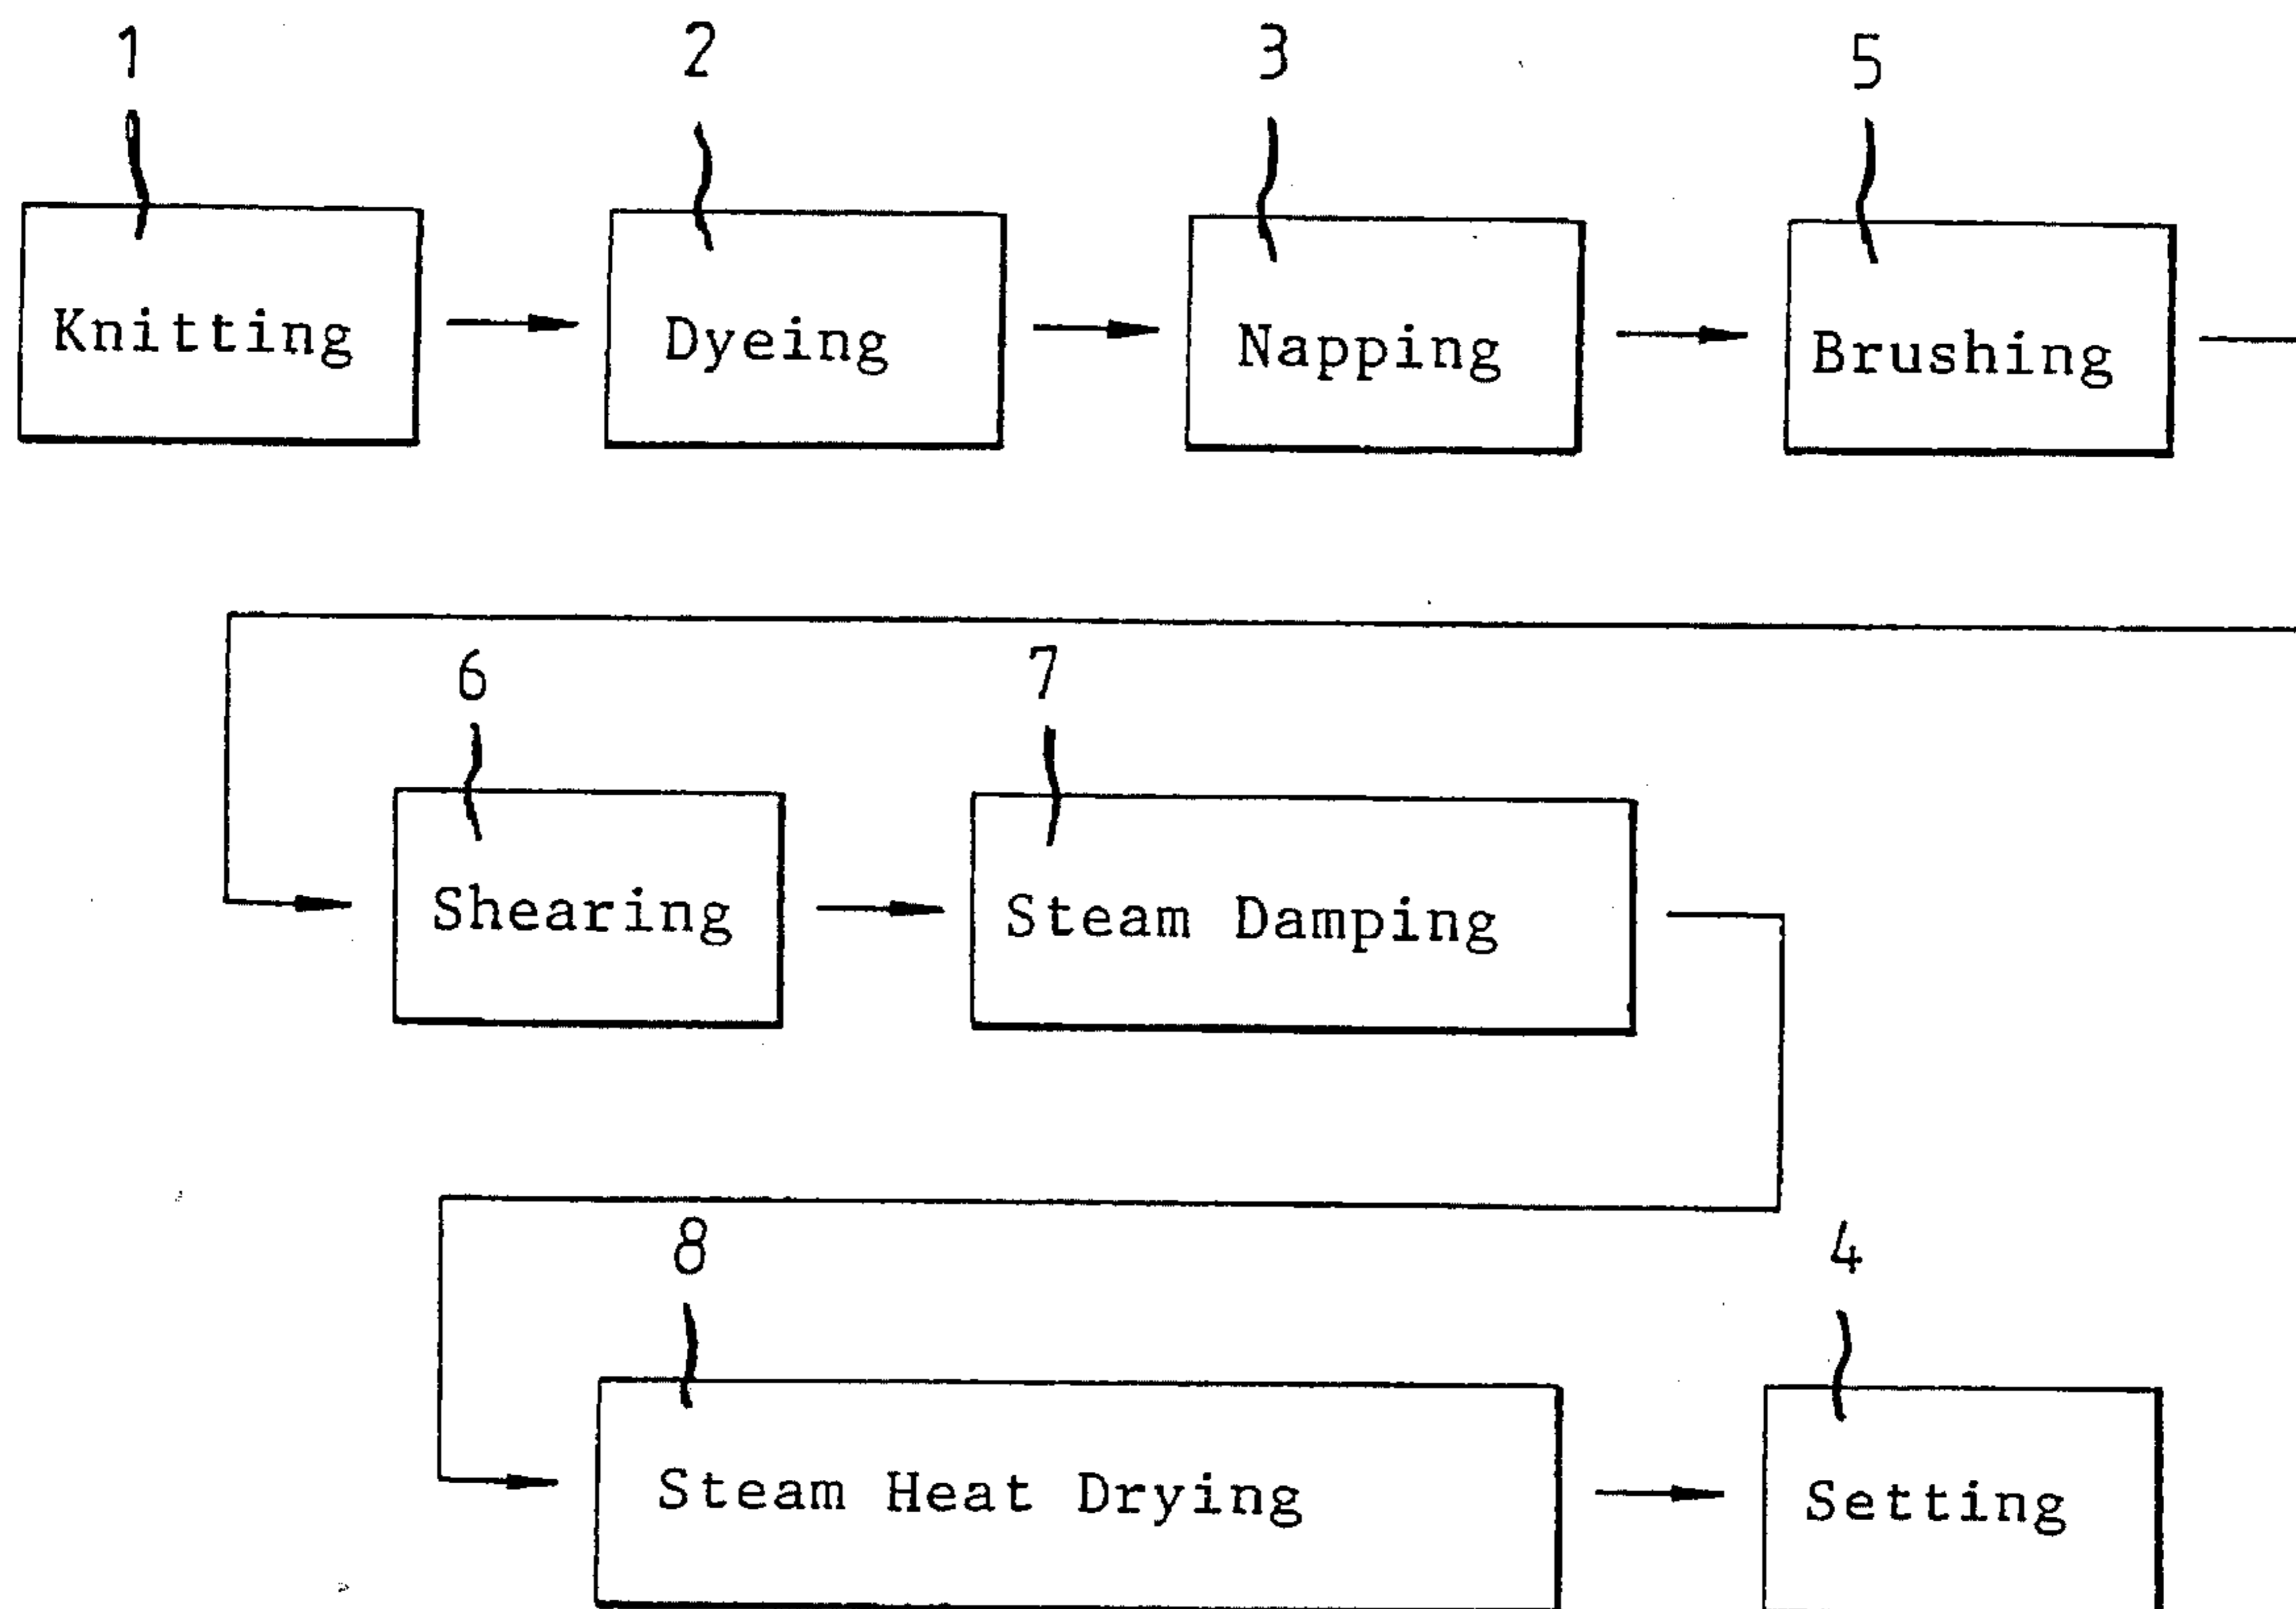 1 2 3 5
Knitting Dyeing Napping Brushing
6 7
Shearing Steam Damping
8 4
Steam Heat Drying Setting